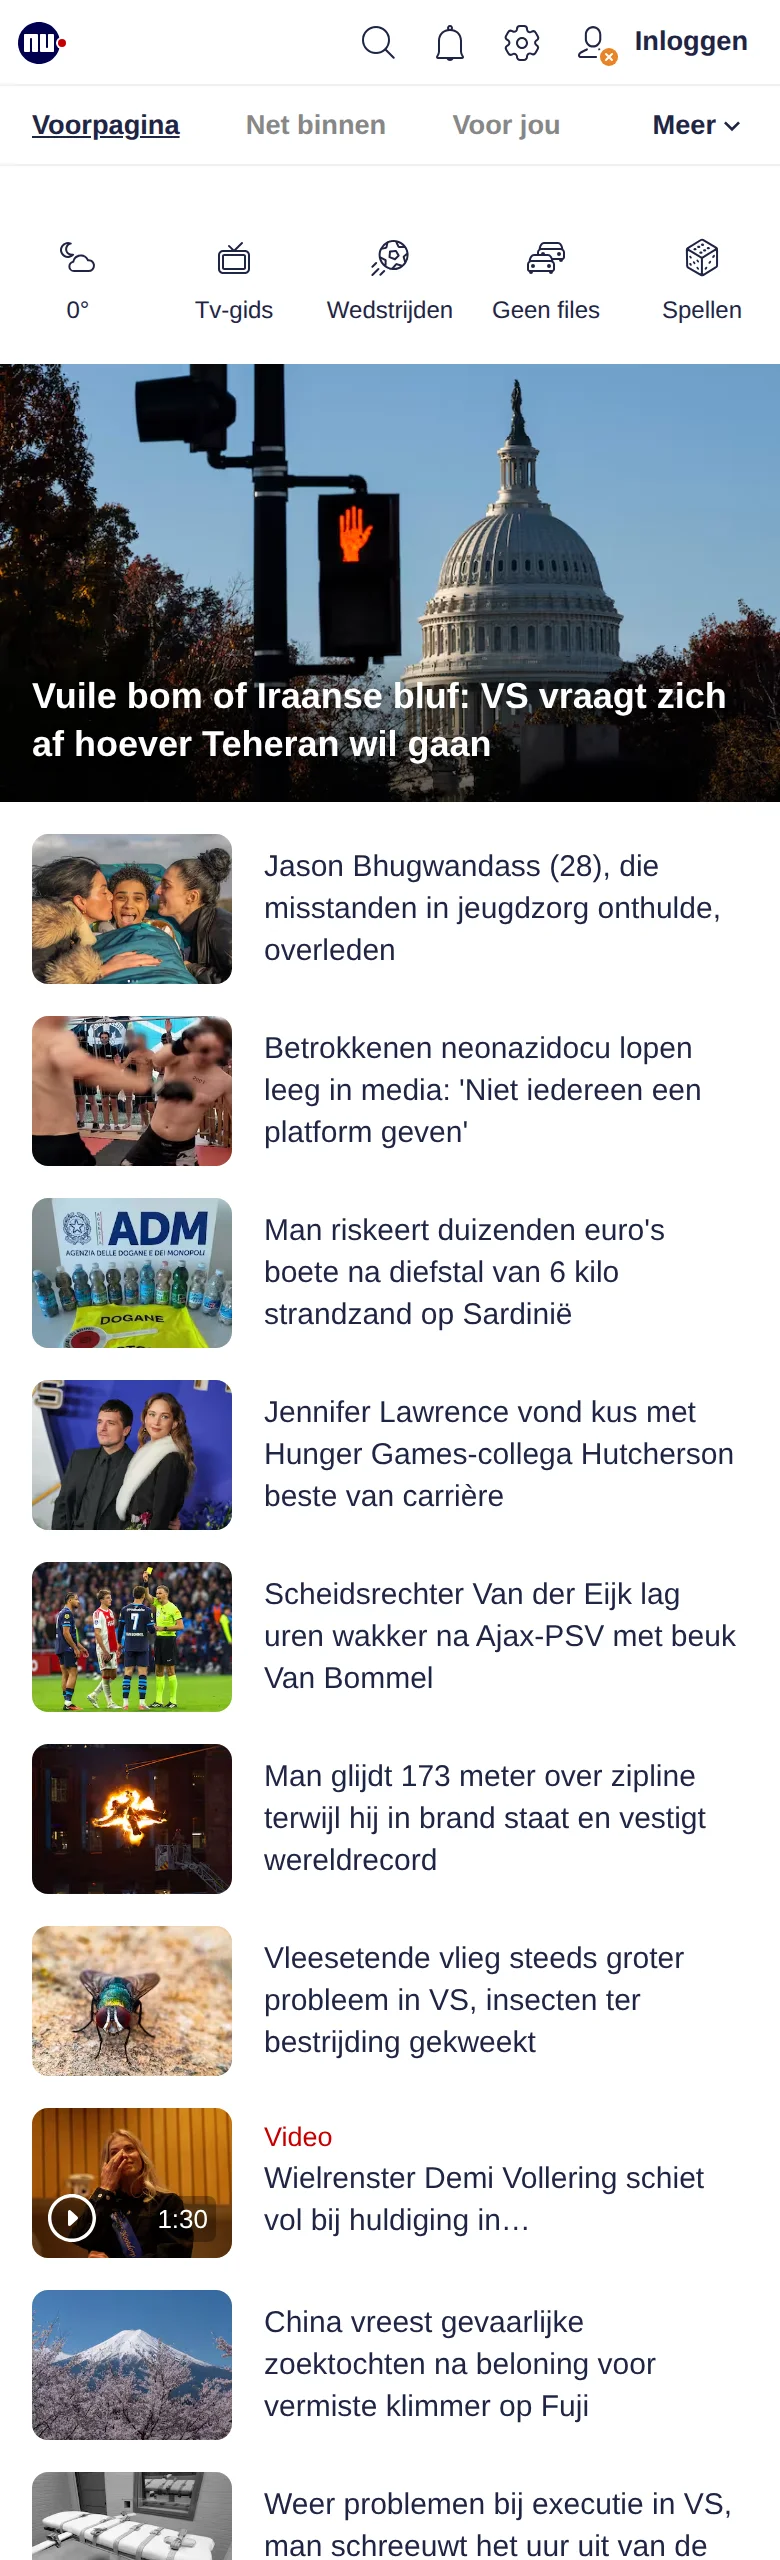 nu
Inloggen
Voorpagina
Net binnen
Voor jou
Meer
0°
Tv-gids
Wedstrijden
Geen files
Spellen
Vuile bom of Iraanse bluf: VS vraagt zich
af hoever Teheran wil gaan
Jason Bhugwandass (28), die
misstanden in jeugdzorg onthulde,
overleden
Betrokkenen neonazidocu lopen
leeg in media: 'Niet iedereen een
platform geven'
ADM
AGENZIA DELLE DOGANE E DEI MONOPOLI
DOGANE
Man riskeert duizenden euro's
boete na diefstal van 6 kilo
strandzand op Sardinië
Jennifer Lawrence vond kus met
Hunger Games-collega Hutcherson
beste van carrière
7
Scheidsrechter Van der Eijk lag
uren wakker na Ajax-PSV met beuk
Van Bommel
Man glijdt 173 meter over zipline
terwijl hij in brand staat en vestigt
wereldrecord
Vleesetende vlieg steeds groter
probleem in VS, insecten ter
bestrijding gekweekt
1:30
Video
Wielrenster Demi Vollering schiet
vol bij huldiging in…
China vreest gevaarlijke
zoektochten na beloning voor
vermiste klimmer op Fuji
Weer problemen bij executie in VS,
man schreeuwt het uur uit van de